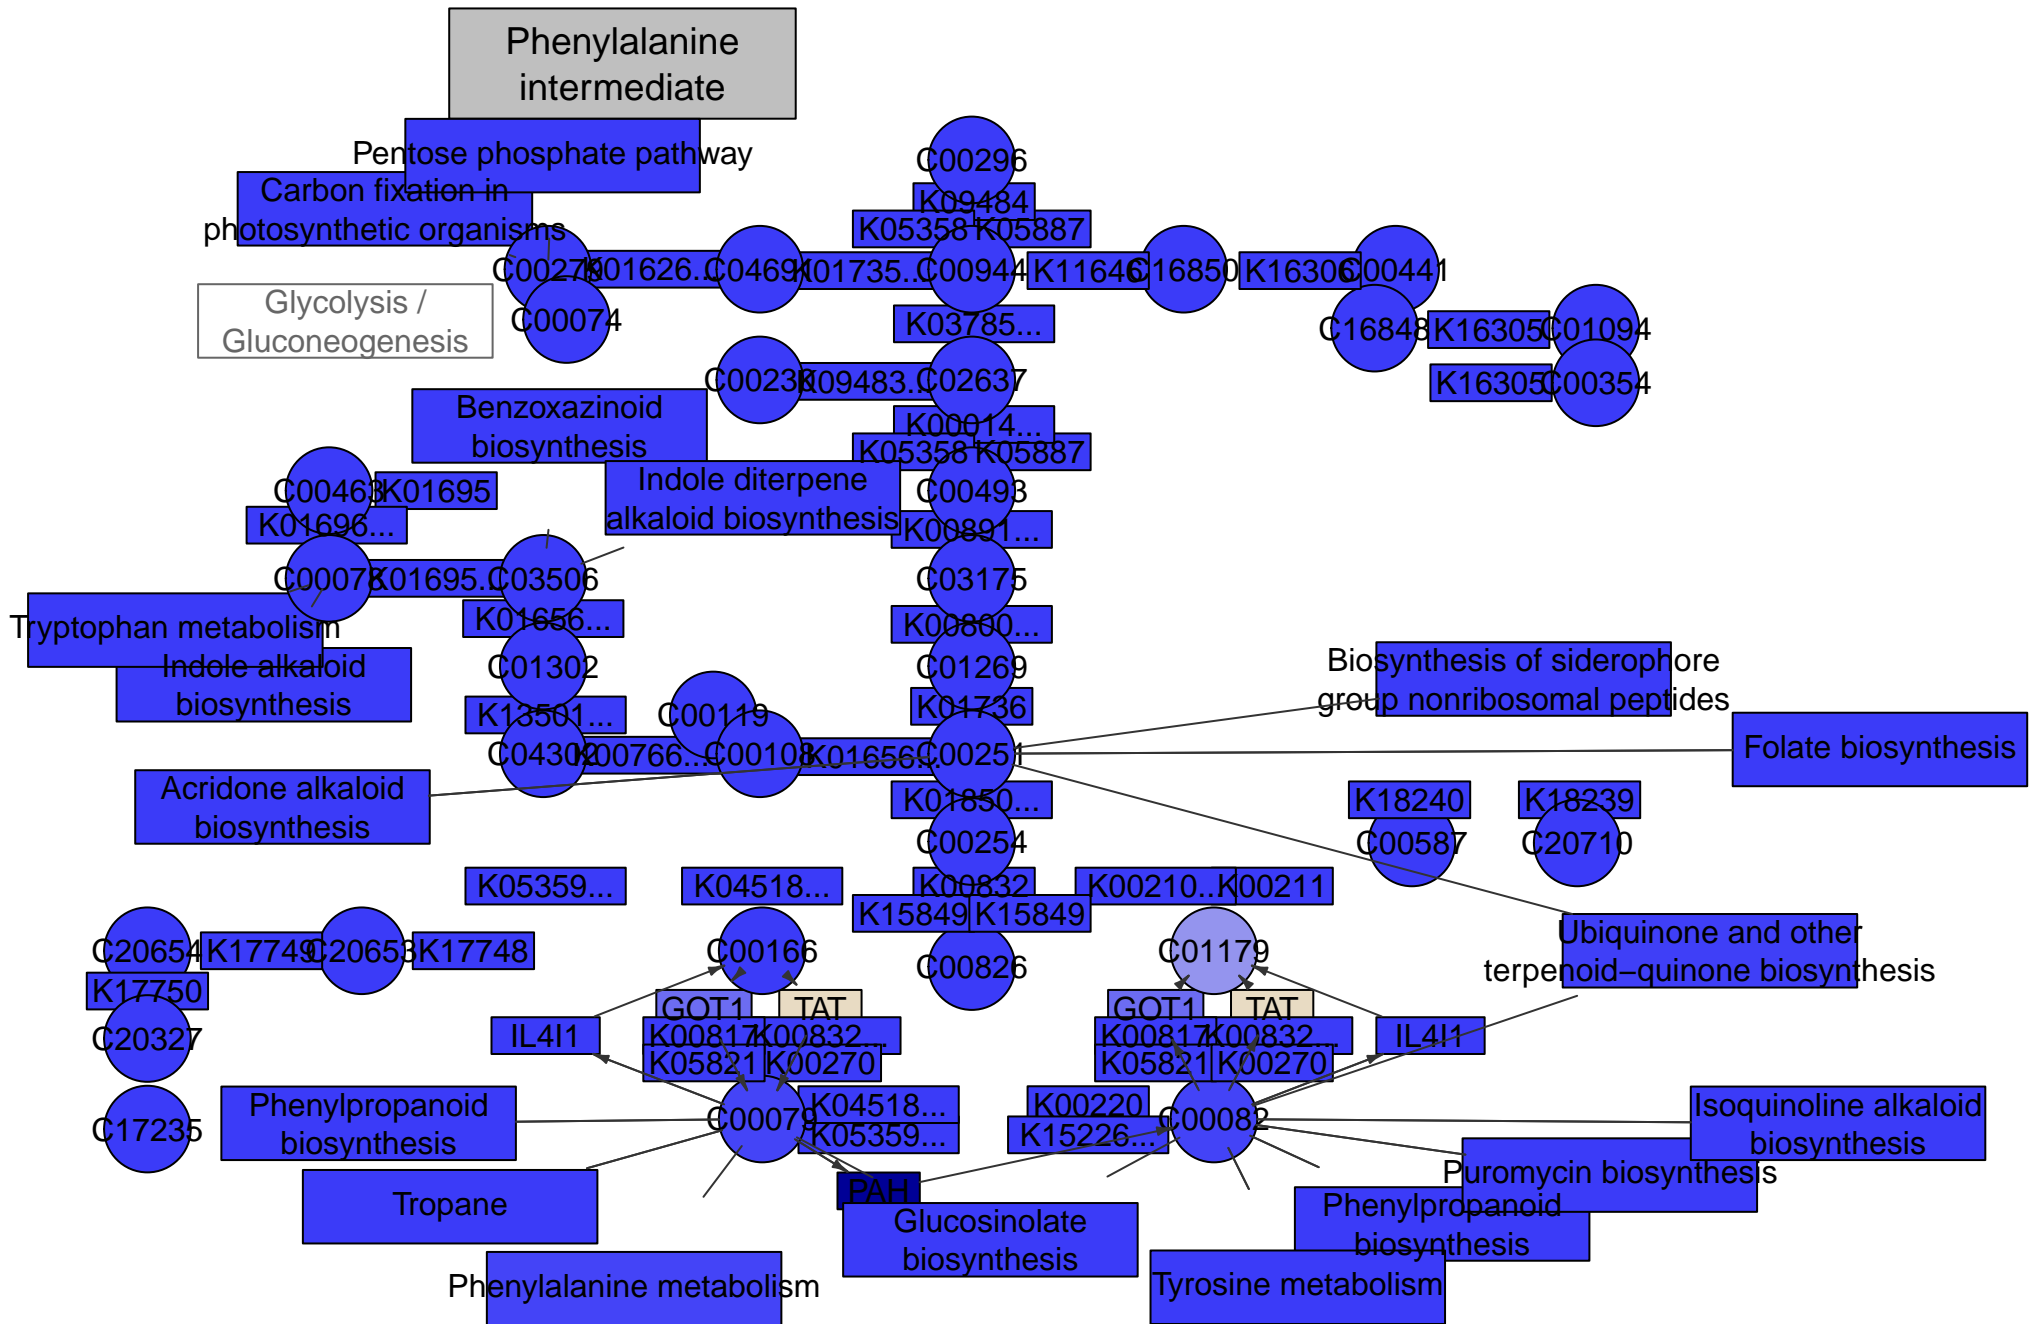 Phenylalanine
intermediate
Pentose phosphate pathway
Carbon fixation in
photosynthetic organisms
C00296
K09484
K05358 K05887
K01626... C04691 K01735... C00944 K11646 C16850 K16306 C00441
Glycolysis /
Gluconeogenesis
C00074
K03785...
C16848 K16305 C01094
K09483... C02637
K16305 C00354
Benzoxazinoid
biosynthesis
K00014...
K05358 K05887
Indole diterpene
alkaloid biosynthesis
C00463 K01695
C00493
K01696...
K00891...
C00078 K01695... C03506
C03175
K01656...
K00800...
Tryptophan metabolism
Indole alkaloid
biosynthesis
C01302
C01269
Biosynthesis of siderophore
group nonribosomal peptides
K13501...
C00119
K01736
C04302 K00766... C00108 K01656... C00251
Folate biosynthesis
Acridone alkaloid
biosynthesis
K01850...
K18240 K18239
C00254
C00587 C20710
K05359... K04518... K00832 K00210... K00211
K15849 K15849
C20654 K17749 C20653 K17748 C00166 C00826 C01179
Ubiquinone and other
terpenoid−quinone biosynthesis
K17750
GOT1 TAT GOT1 TAT
C20327 IL4I1 K00817 K00832... K00817 K00832... IL4I1
K05821 K00270 K05821 K00270
C17235
Phenylpropanoid
biosynthesis
C00079 K04518... K00220 C00082
K05359... K15226...
Isoquinoline alkaloid
biosynthesis
Puromycin biosynthesis
PAH
Tropane
Glucosinolate
biosynthesis
Phenylpropanoid
biosynthesis
Phenylalanine metabolism
Tyrosine metabolism